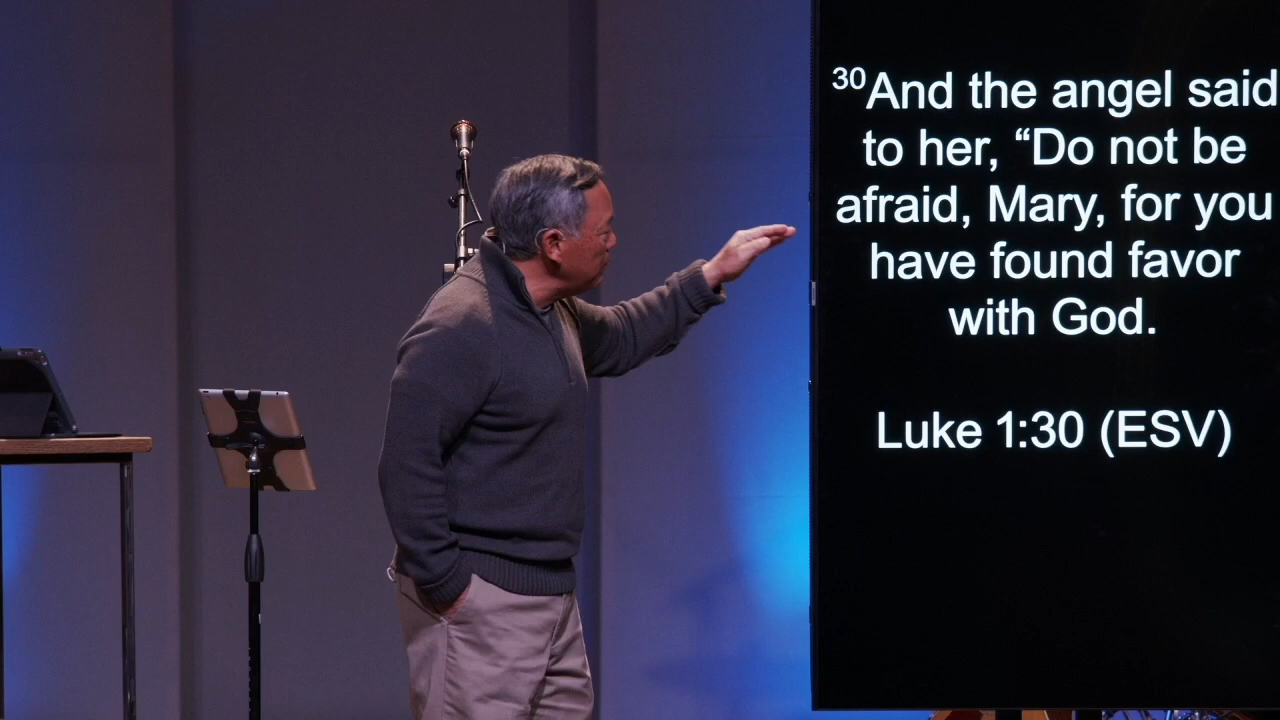 ³⁰And the angel said
to her, “Do not be
afraid, Mary, for you
have found favor
with God.
Luke 1:30 (ESV)